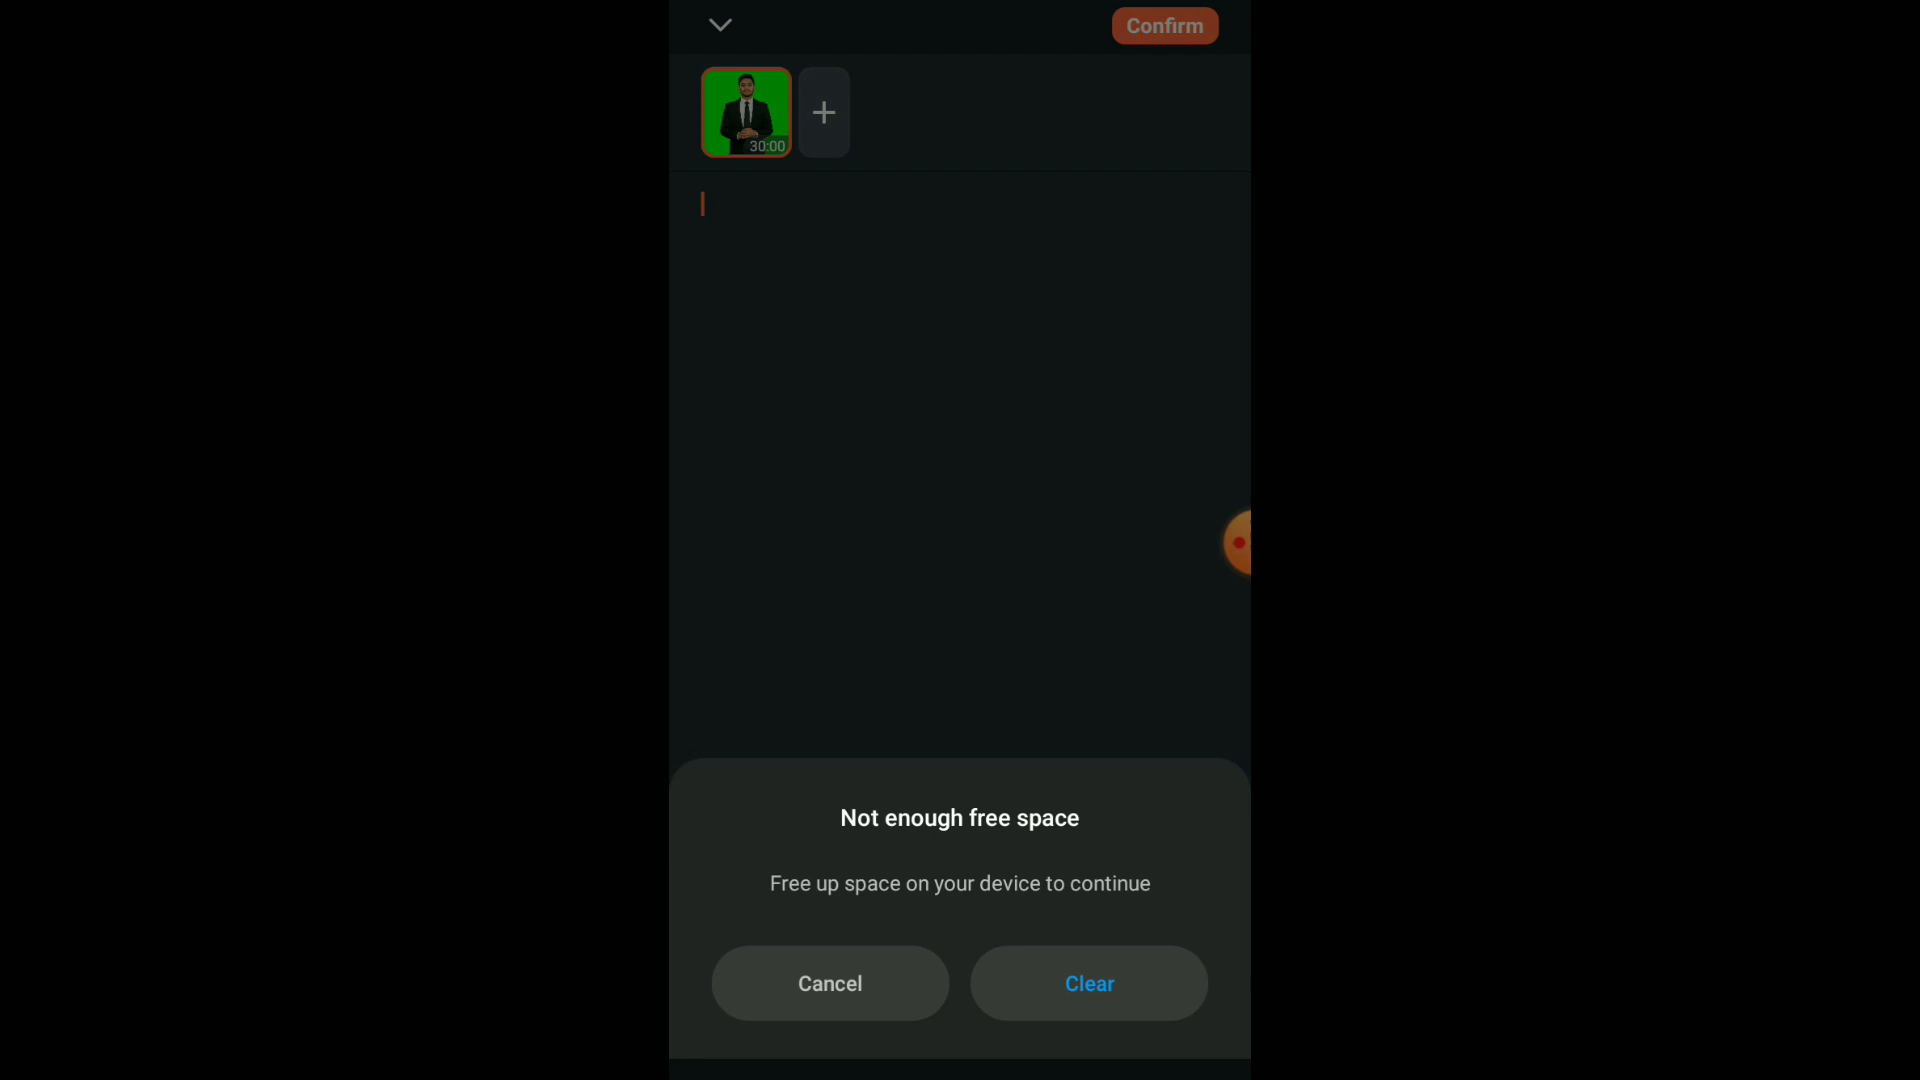 Confirm
30:00
Not enough free space
Free up space on your device to continue
Cancel
Clear